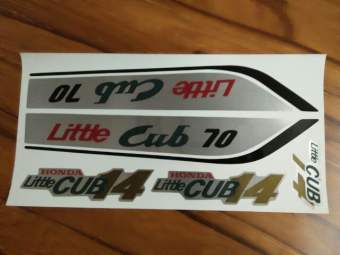 Little Cub 70
Little Cub 70
HONDA
Little CUB 14
HONDA
Little CUB 14
Little
CUB
14